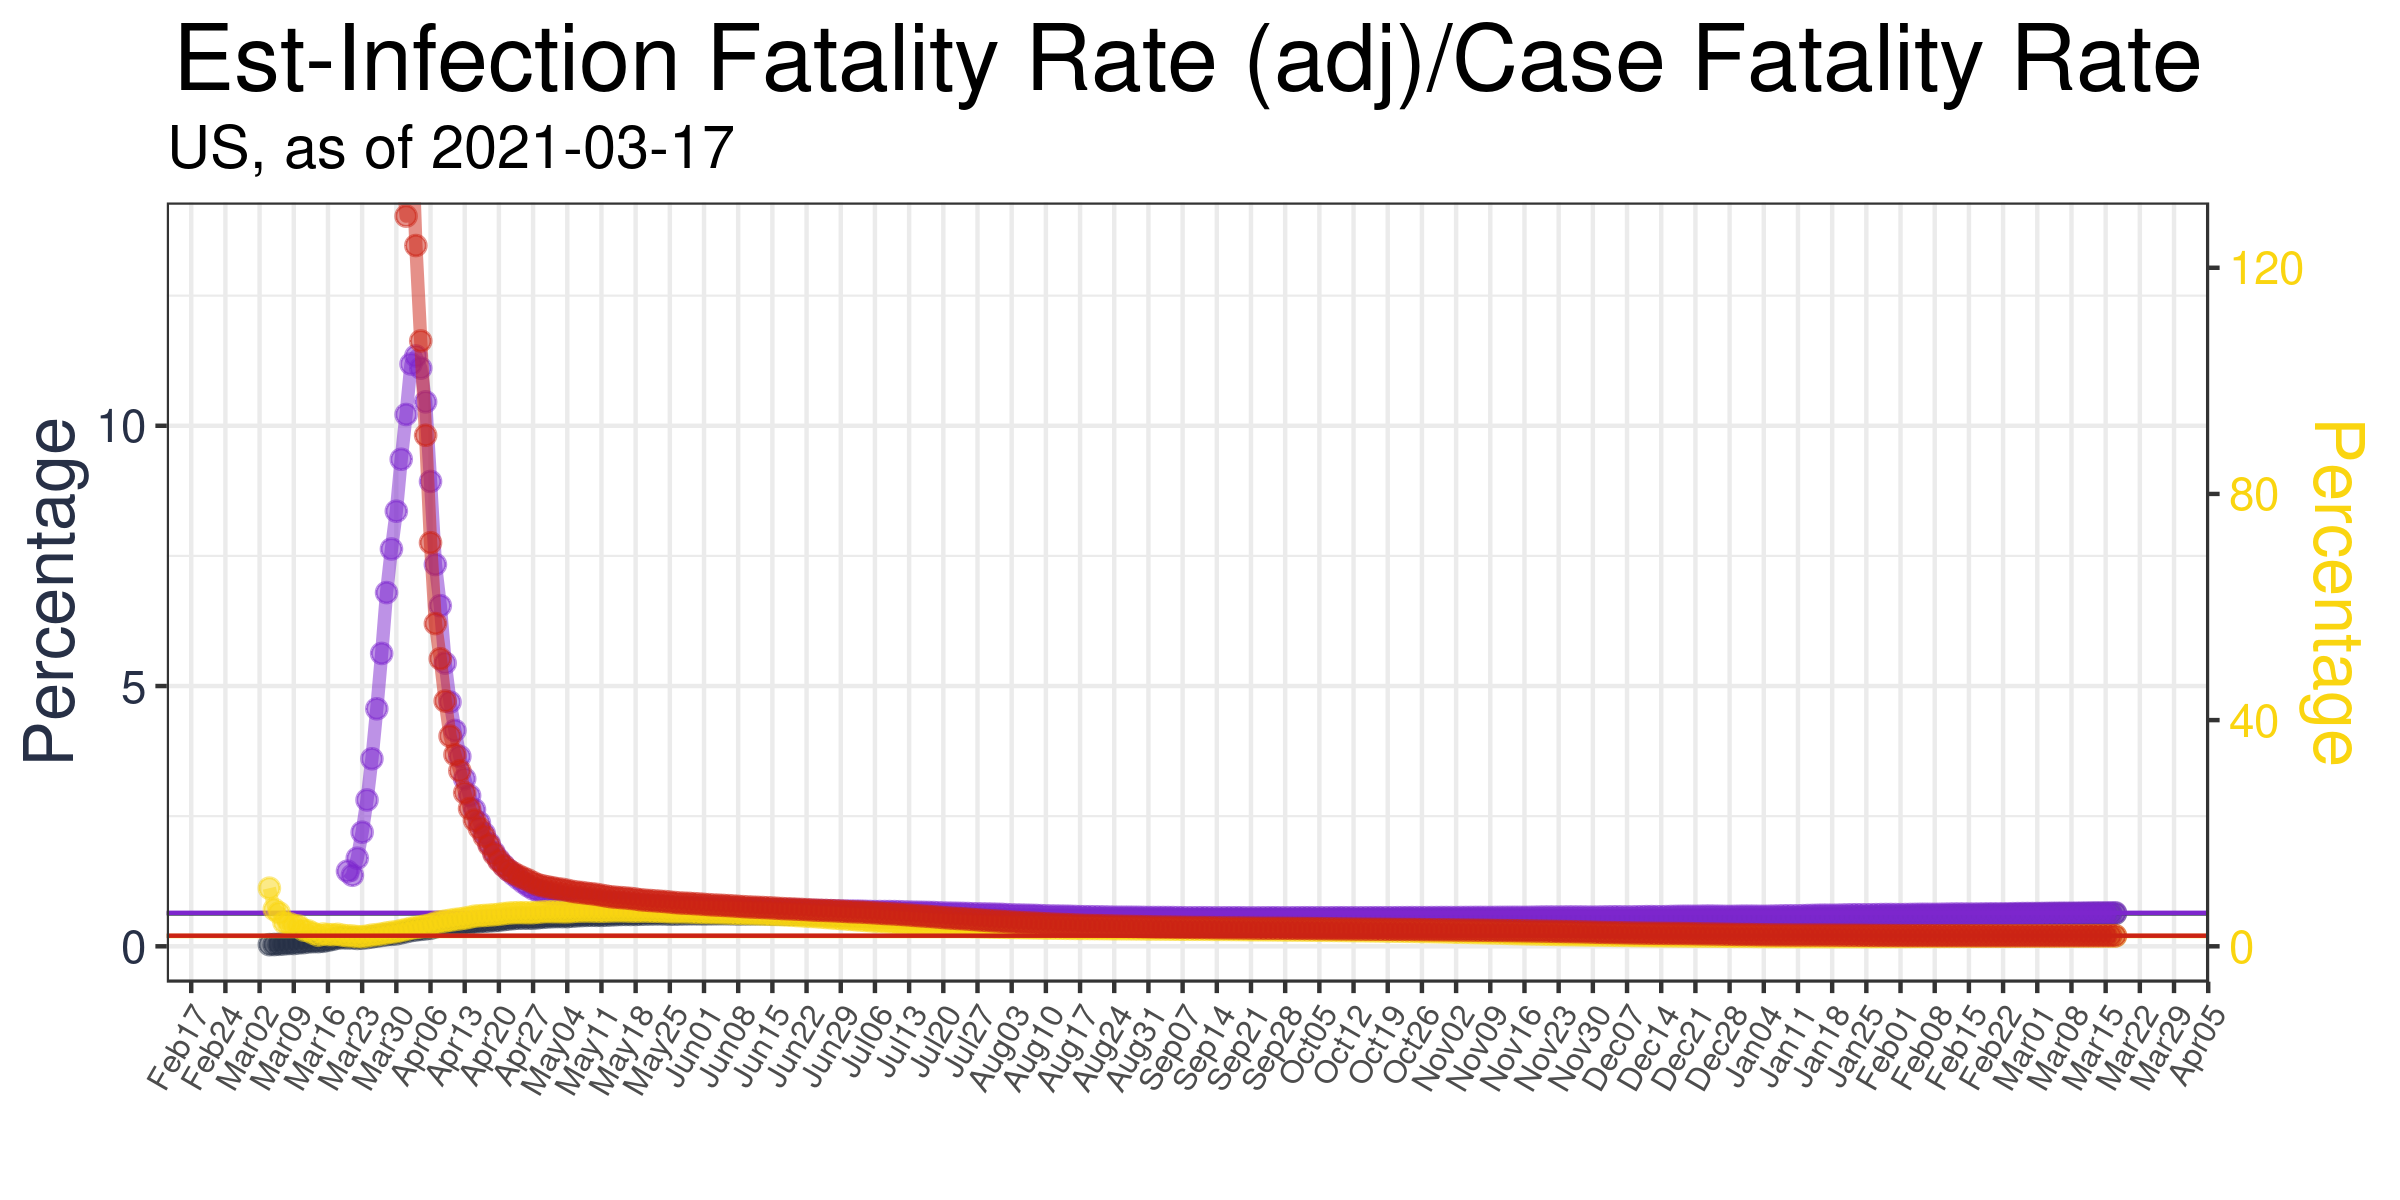 Est-Infection Fatality Rate (adj)/Case Fatality Rate
US, as of 2021-03-17
Percentage
10
5
0
120
80
40
0
Percentage
Feb17
Feb24
Mar02
Mar09
Mar16
Mar23
Mar30
Apr06
Apr13
Apr20
Apr27
May04
May11
May18
May25
Jun01
Jun08
Jun15
Jun22
Jun29
Jul06
Jul13
Jul20
Jul27
Aug03
Aug10
Aug17
Aug24
Aug31
Sep07
Sep14
Sep21
Sep28
Oct05
Oct12
Oct19
Oct26
Nov02
Nov09
Nov16
Nov23
Nov30
Dec07
Dec14
Dec21
Dec28
Dec04
Jan11
Jan18
Jan25
Jan201
Feb08
Feb15
Feb22
Mar01
Mar08
Mar15
Mar22
Mar29
Apr05